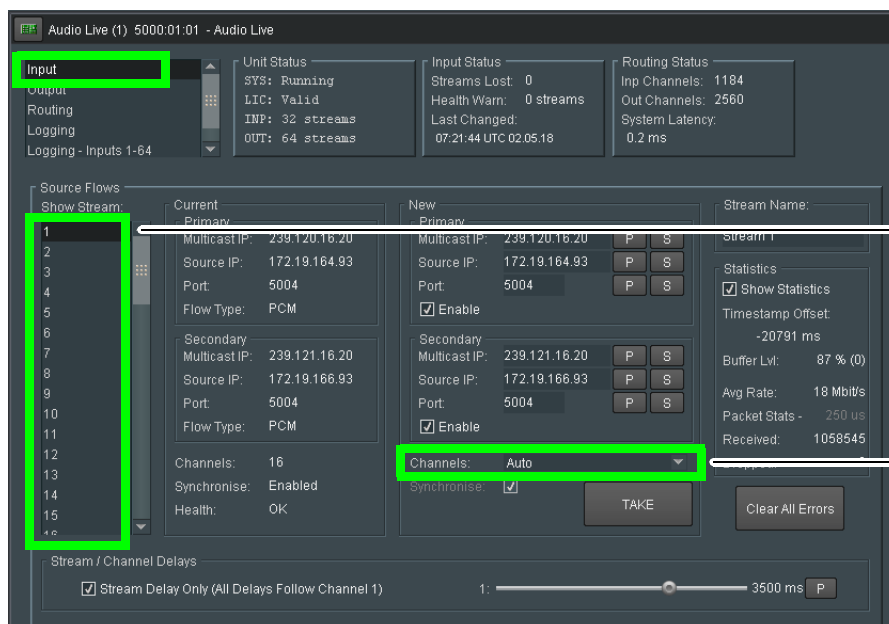 Audio Live (1) 5000:01:01 - Audio Live
Input
Output
Routing
Logging
Logging - Inputs 1-64
Unit Status
SYS: Running
LIC: Valid
INP: 32 streams
OUT: 64 streams
Input Status
Streams Lost: 0
Health Warn: 0 streams
Last Changed:
07:21:44 UTC 02.05.18
Routing Status
Inp Channels: 1184
Out Channels: 2560
System Latency:
0.2 ms
Source Flows
Show Stream:
1
2
3
4
5
6
7
8
9
10
11
12
13
14
15
16
Current
Primary
Multicast IP: 239.120.16.20
Source IP: 172.19.164.93
Port: 5004
Flow Type: PCM
Secondary
Multicast IP: 239.121.16.20
Source IP: 172.19.166.93
Port: 5004
Flow Type: PCM
Channels: 16
Synchronise: Enabled
Health: OK
New
Primary
Multicast IP: 239.120.16.20 P S
Source IP: 172.19.164.93 P S
Port: 5004 P S
Enable
Secondary
Multicast IP: 239.121.16.20 P S
Source IP: 172.19.166.93 P S
Port: 5004 P S
Enable
Channels: Auto
Synchronise:
TAKE
Stream Name:
Stream 1
Statistics
Show Statistics
Timestamp Offset:
-20791 ms
Buffer Lvl: 87 % (0)
Avg Rate: 18 Mbit/s
Packet Stats - 250 us
Received: 1058545
Clear All Errors
Stream / Channel Delays
Stream Delay Only (All Delays Follow Channel 1)
1: 3500 ms P